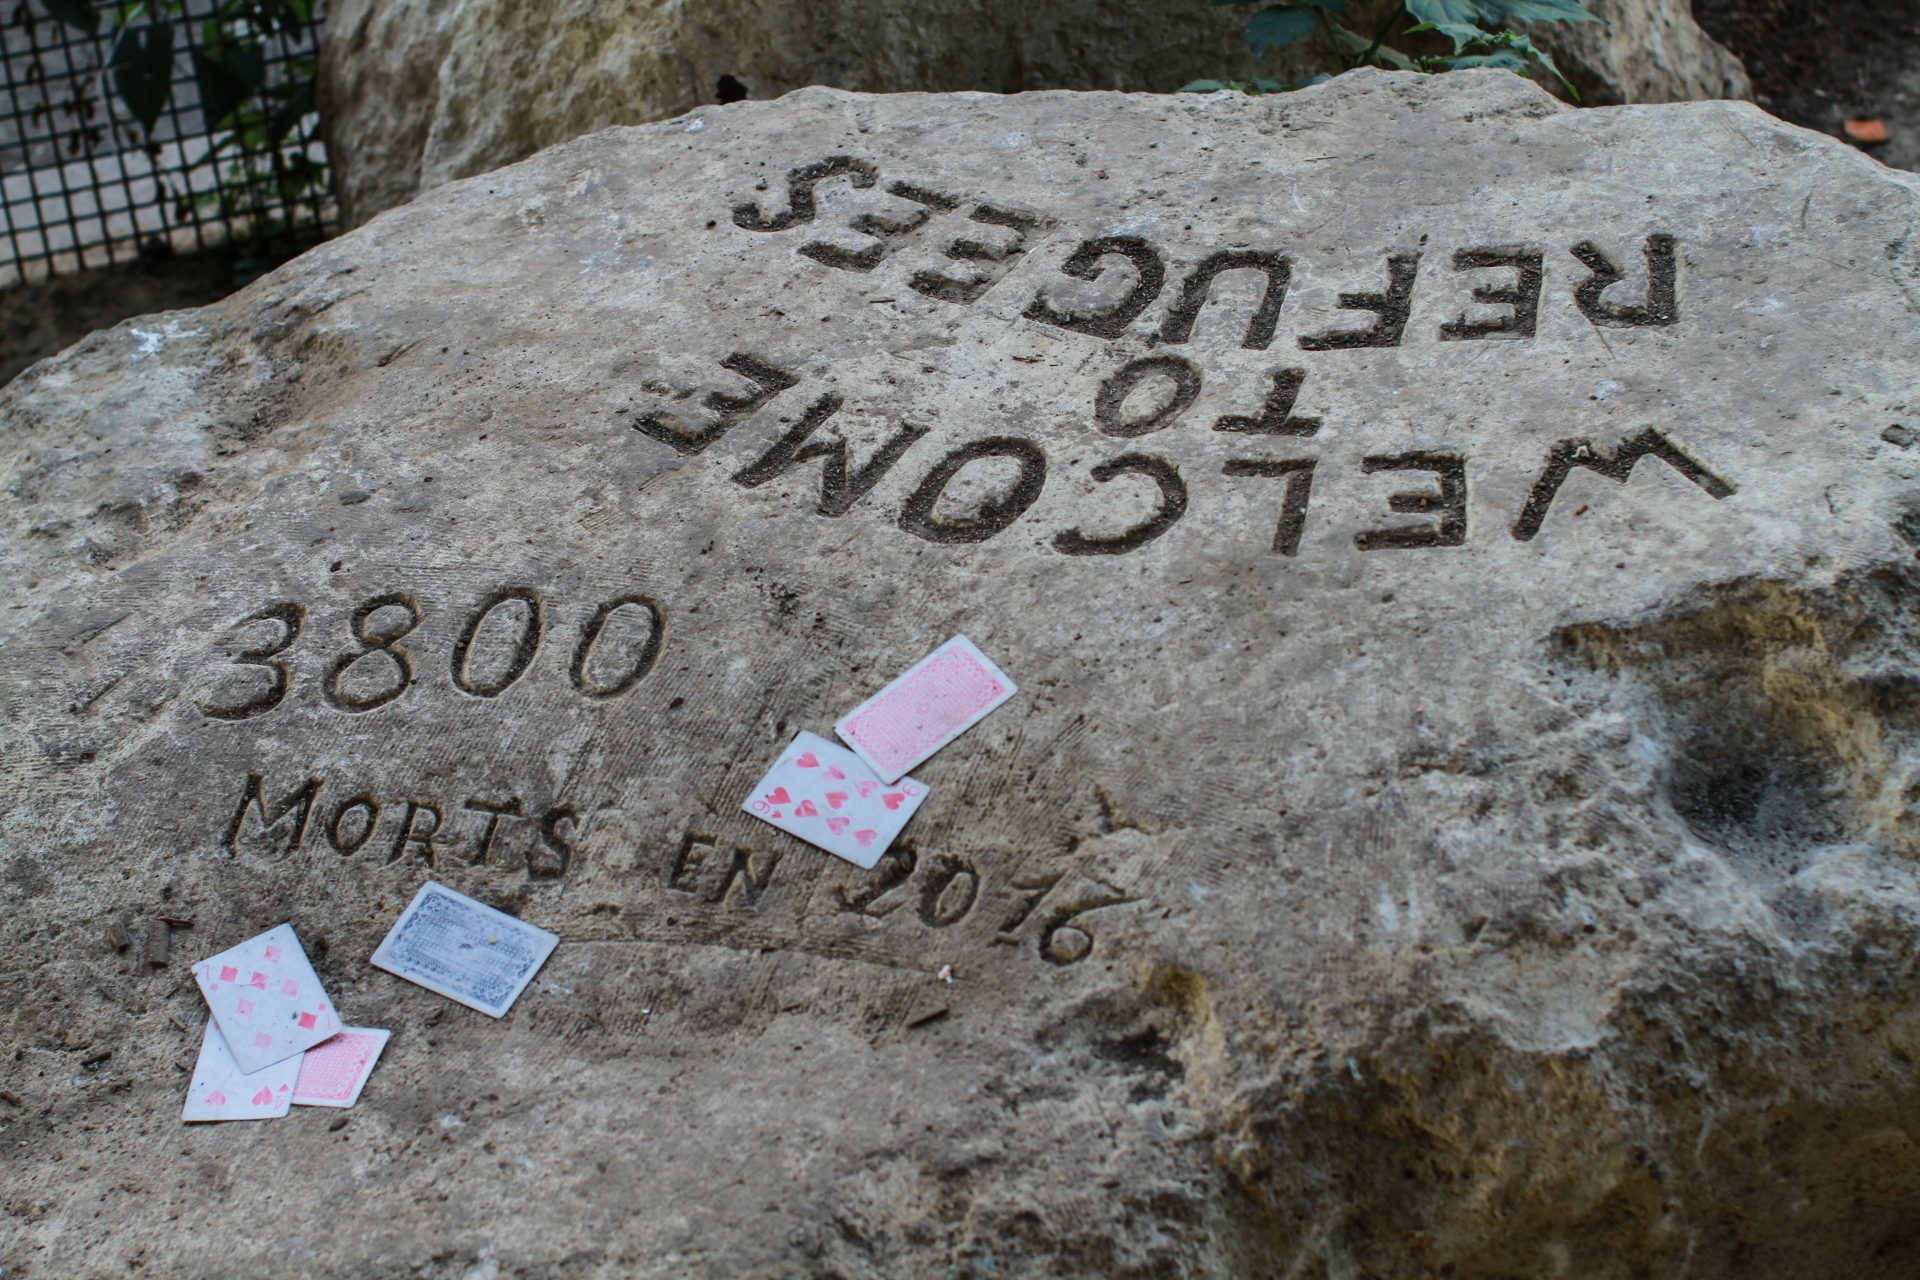 WELCOME
TO
REFUGEES
3800
MORTS EN 2016